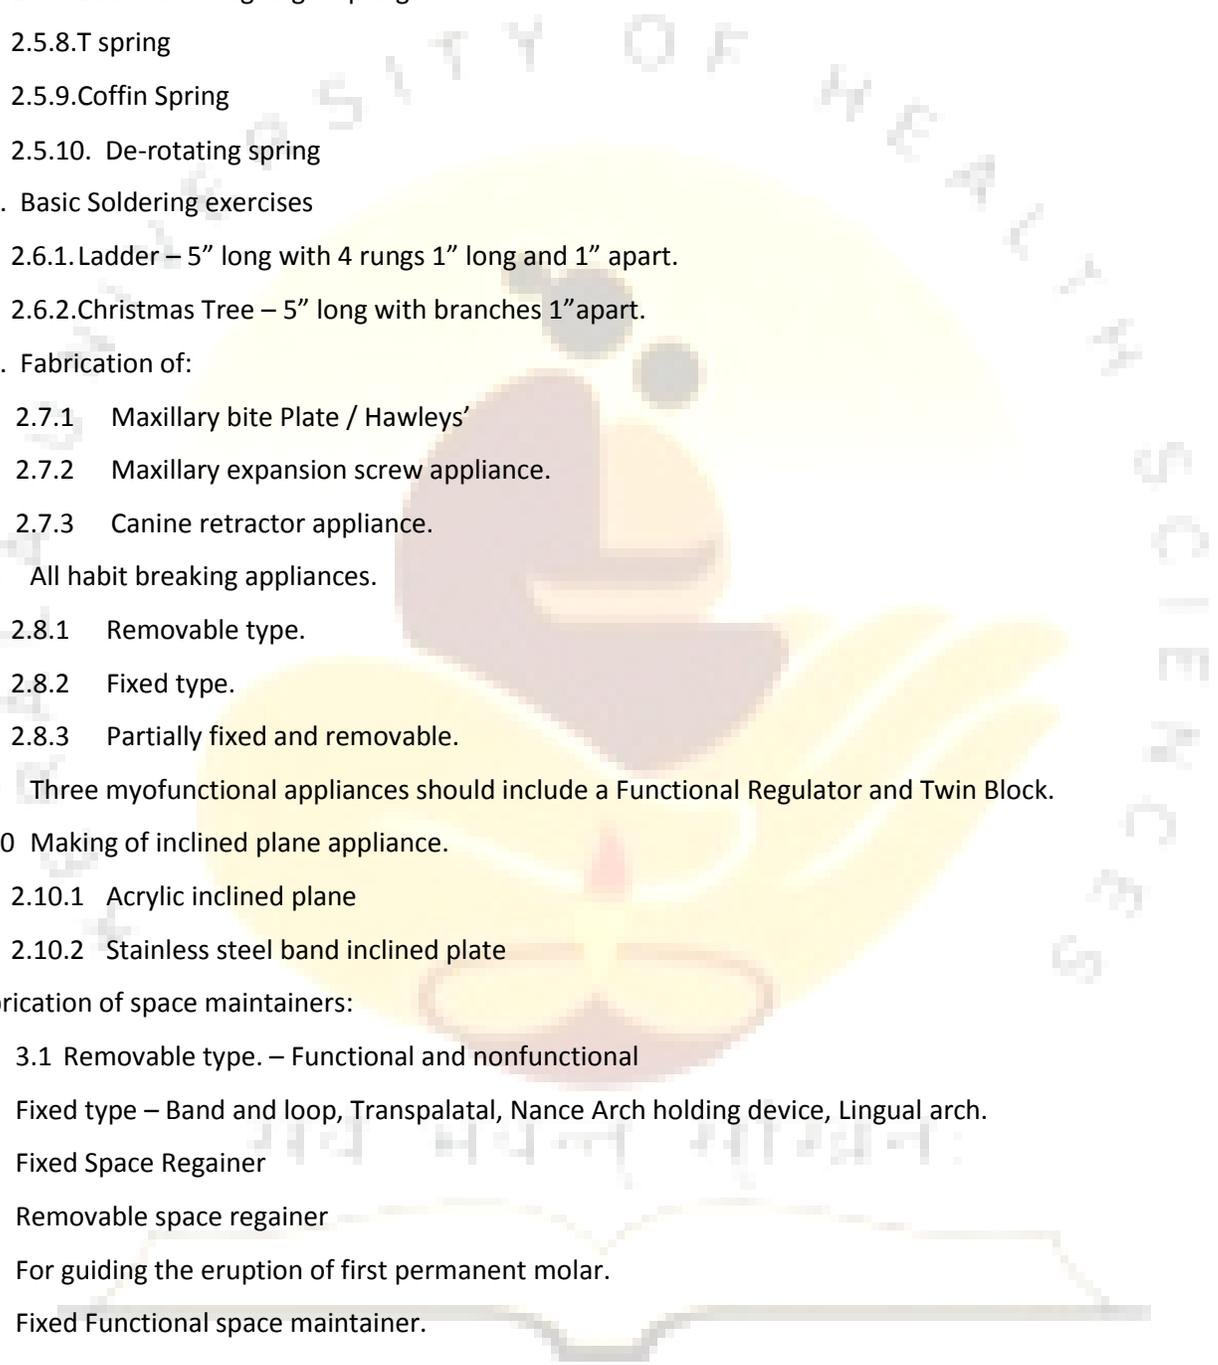 2.5.8.T spring
2.5.9.Coffin Spring
2.5.10. De-rotating spring
. Basic Soldering exercises
2.6.1. Ladder – 5” long with 4 rungs 1” long and 1” apart.
2.6.2.Christmas Tree – 5” long with branches 1”apart.
. Fabrication of:
2.7.1 Maxillary bite Plate / Hawleys’
2.7.2 Maxillary expansion screw appliance.
2.7.3 Canine retractor appliance.
All habit breaking appliances.
2.8.1 Removable type.
2.8.2 Fixed type.
2.8.3 Partially fixed and removable.
Three myofunctional appliances should include a Functional Regulator and Twin Block.
0 Making of inclined plane appliance.
2.10.1 Acrylic inclined plane
2.10.2 Stainless steel band inclined plate
rication of space maintainers:
3.1 Removable type. – Functional and nonfunctional
Fixed type – Band and loop, Transpalatal, Nance Arch holding device, Lingual arch.
Fixed Space Regainer
Removable space regainer
For guiding the eruption of first permanent molar.
Fixed Functional space maintainer.
KERALA UNIVERSITY OF HEALTH SCIENCES